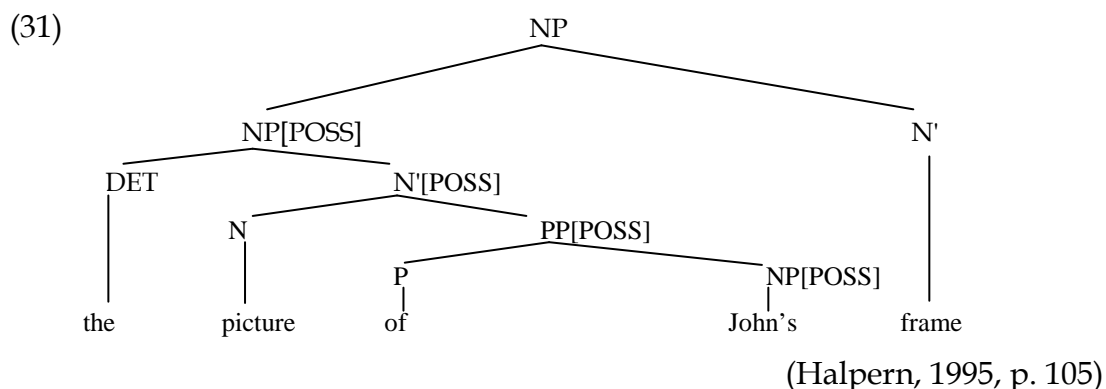 (31) NP
NP[POSS] N'
DET N'[POSS]
N PP[POSS]
P NP[POSS]
the picture of John's frame
(Halpern, 1995, p. 105)